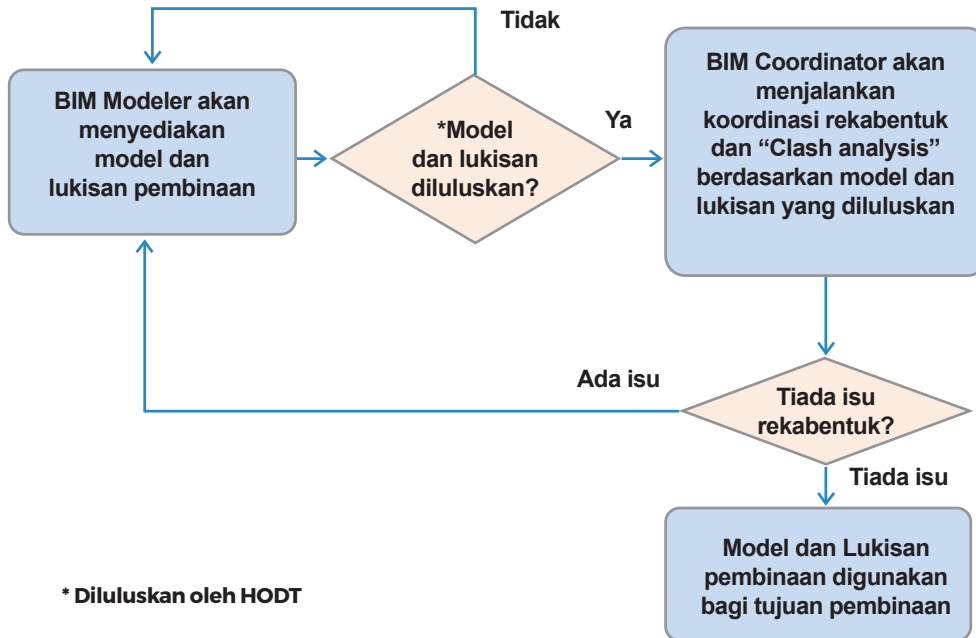 Tidak
BIM Modeler akan
menyediakan
model dan
lukisan pembinaan
*Model
dan lukisan
diluluskan?
Ya
BIM Coordinator akan
menjalankan
koordinasi rekabentuk
dan “Clash analysis”
berdasarkan model dan
lukisan yang diluluskan
Ada isu
Tiada isu
rekabentuk?
Tiada isu
Model dan Lukisan
pembinaan digunakan
bagi tujuan pembinaan
* Diluluskan oleh HODT